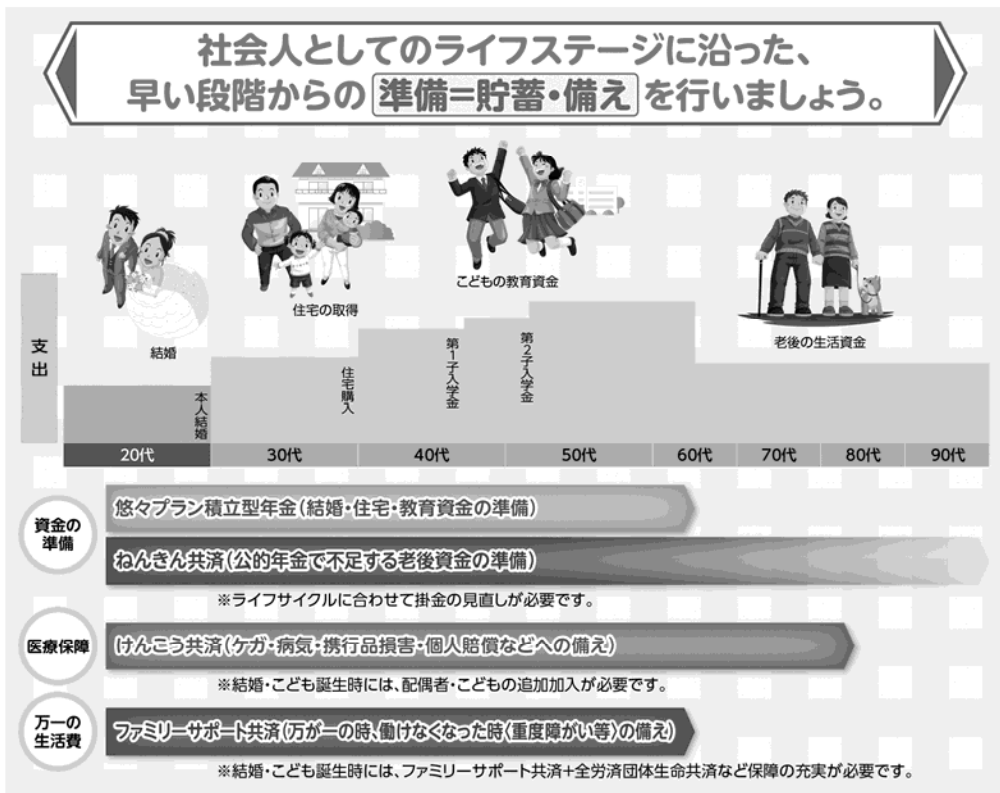 社会人としてのライフステージに沿った、
早い段階からの 準備=貯蓄・備え を行いましょう。
結婚
住宅の取得
こどもの教育資金
老後の生活資金
支出
本人結婚
住宅購入
第1子入学金
第2子入学金
20代 30代 40代 50代 60代 70代 80代 90代
資金の
準備
悠々プラン積立型年金(結婚・住宅・教育資金の準備)
ねんきん共済(公的年金で不足する老後資金の準備)
※ライフサイクルに合わせて掛金の見直しが必要です。
医療保障
けんこう共済(ケガ・病気・携行品損害・個人賠償などへの備え)
※結婚・こども誕生時には、配偶者・こどもの追加加入が必要です。
万一の
生活費
ファミリーサポート共済(万が一の時、働けなくなった時〈重度障がい等〉の備え)
※結婚・こども誕生時には、ファミリーサポート共済+全労済団体生命共済など保障の充実が必要です。